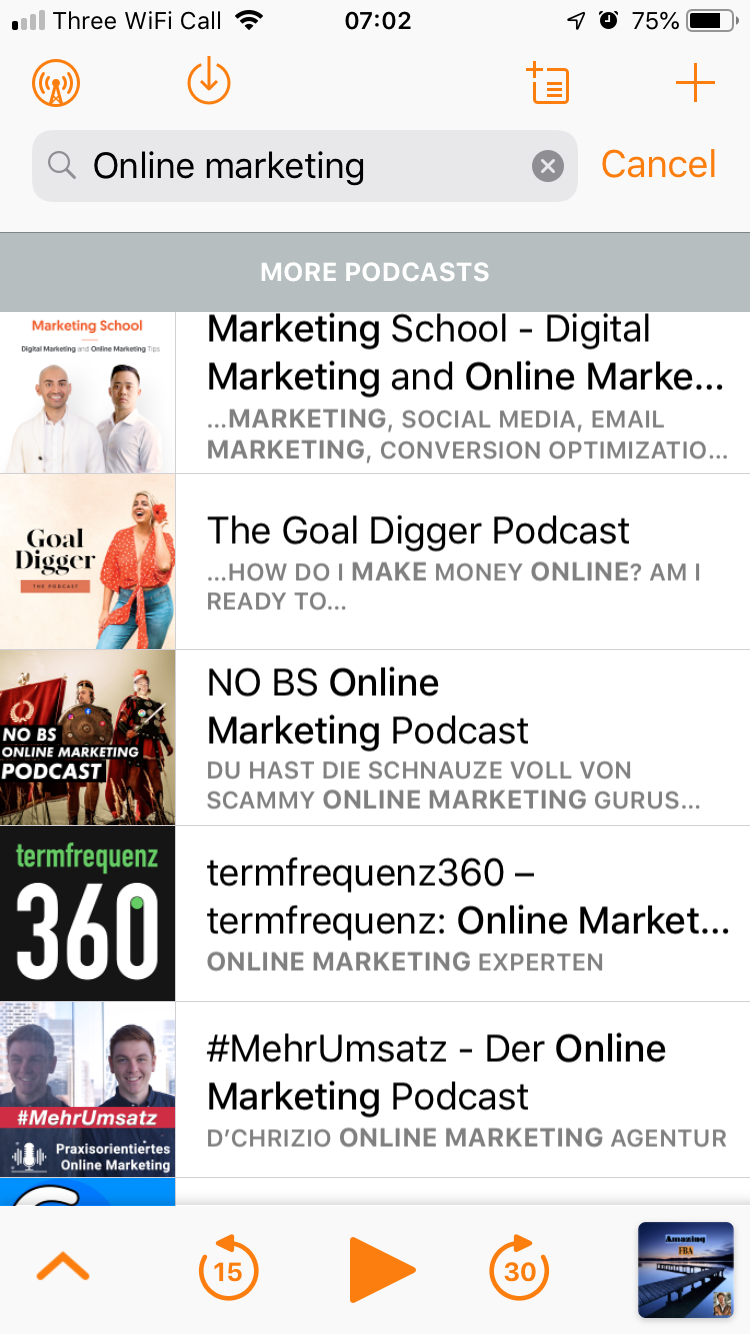 Three WiFi Call 07:02 75%
Online marketing Cancel
MORE PODCASTS
Marketing School
Digital Marketing and Online Marketing Tips
Marketing School - Digital
Marketing and Online Marke...
...MARKETING, SOCIAL MEDIA, EMAIL
MARKETING, CONVERSION OPTIMIZATIO...
Goal
Digger
THE PODCAST
The Goal Digger Podcast
...HOW DO I MAKE MONEY ONLINE? AM I
READY TO...
NO BS
ONLINE MARKETING
PODCAST
NO BS Online
Marketing Podcast
DU HAST DIE SCHNAUZE VOLL VON
SCAMMY ONLINE MARKETING GURUS...
termfrequenz
360
termfrequenz360 –
termfrequenz: Online Market...
ONLINE MARKETING EXPERTEN
#MehrUmsatz
Praxisorientiertes
Online Marketing
#MehrUmsatz - Der Online
Marketing Podcast
D’CHRIZIO ONLINE MARKETING AGENTUR
15
30
Amazing
FBA